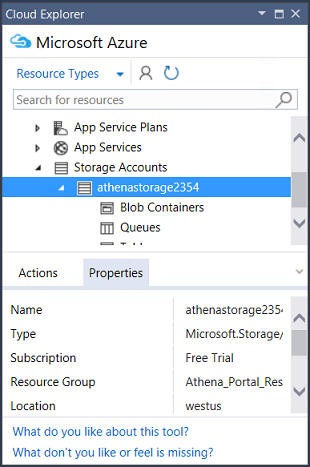 Cloud Explorer
Microsoft Azure
Resource Types
Search for resources
App Service Plans
App Services
Storage Accounts
athenastorage2354
Blob Containers
Queues
Actions Properties
Name athenastorage2354
Type Microsoft.Storage/
Subscription Free Trial
Resource Group Athena_Portal_Res
Location westus
What do you like about this tool?
What don't you like or feel is missing?